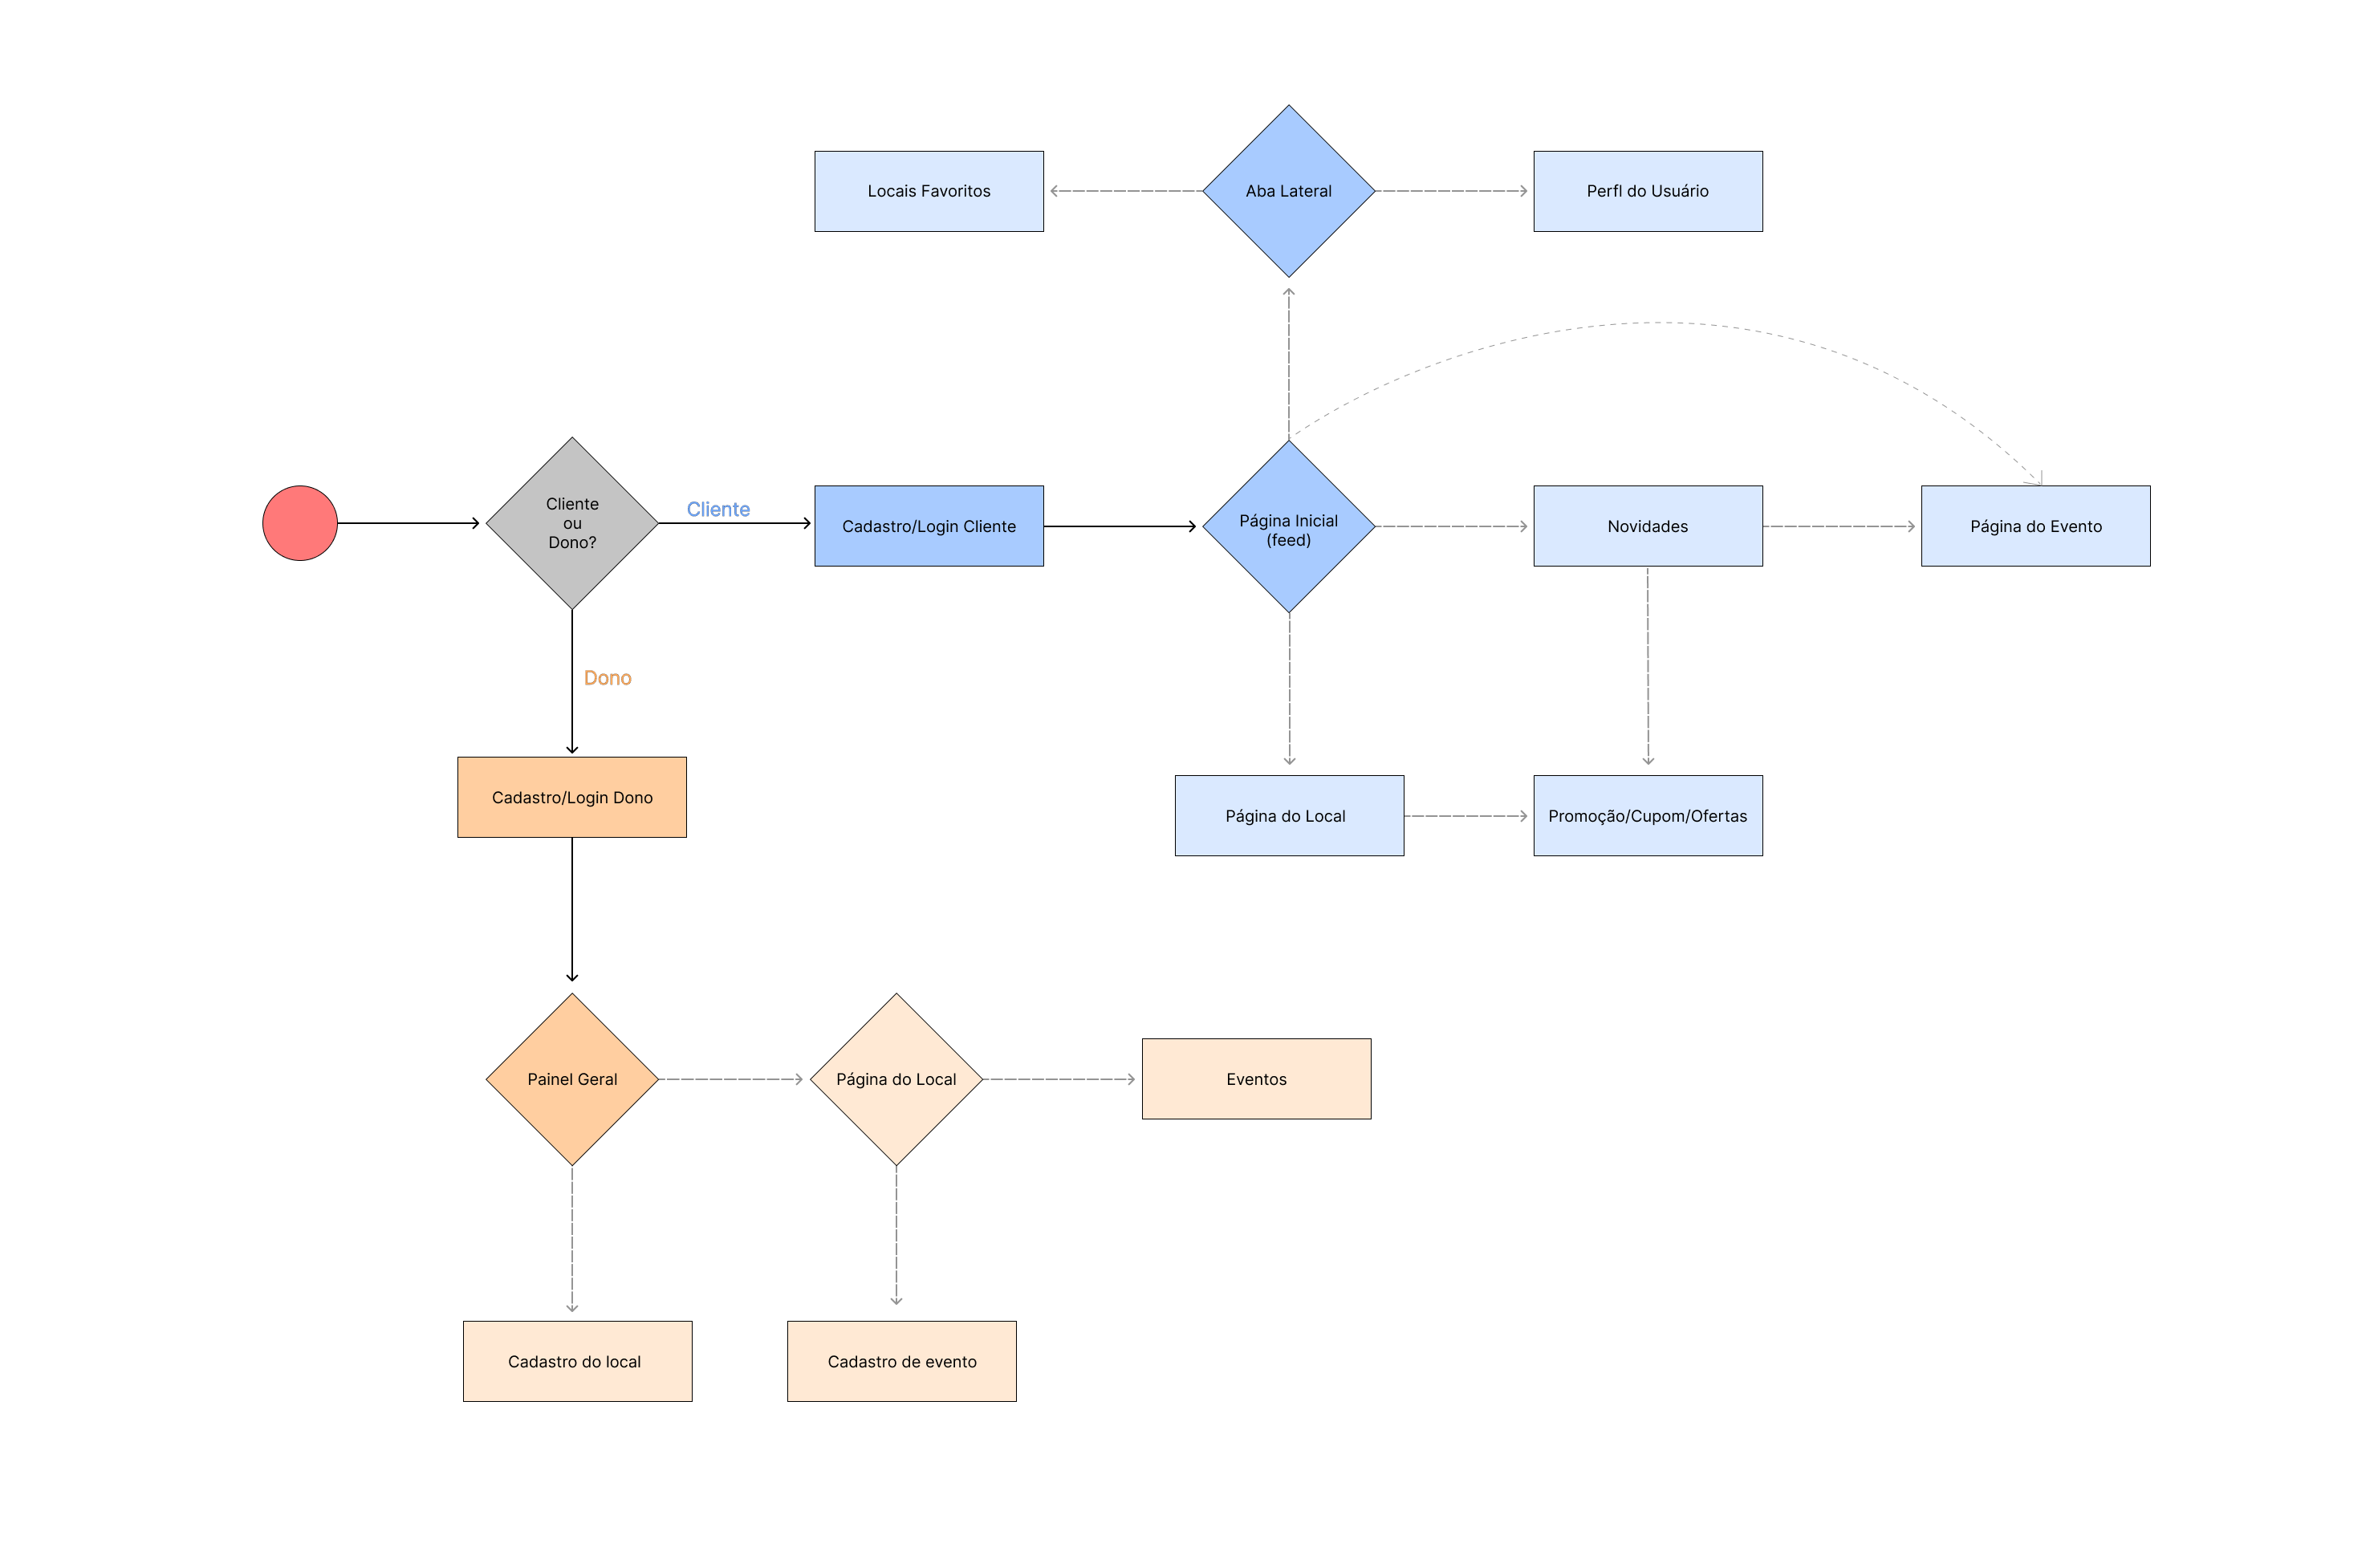 Locais Favoritos
Aba Lateral
Perfl do Usuário
Cliente
ou
Dono?
Cliente
Cadastro/Login Cliente
Página Inicial
(feed)
Novidades
Página do Evento
Dono
Cadastro/Login Dono
Página do Local
Promoção/Cupom/Ofertas
Painel Geral
Página do Local
Eventos
Cadastro do local
Cadastro de evento